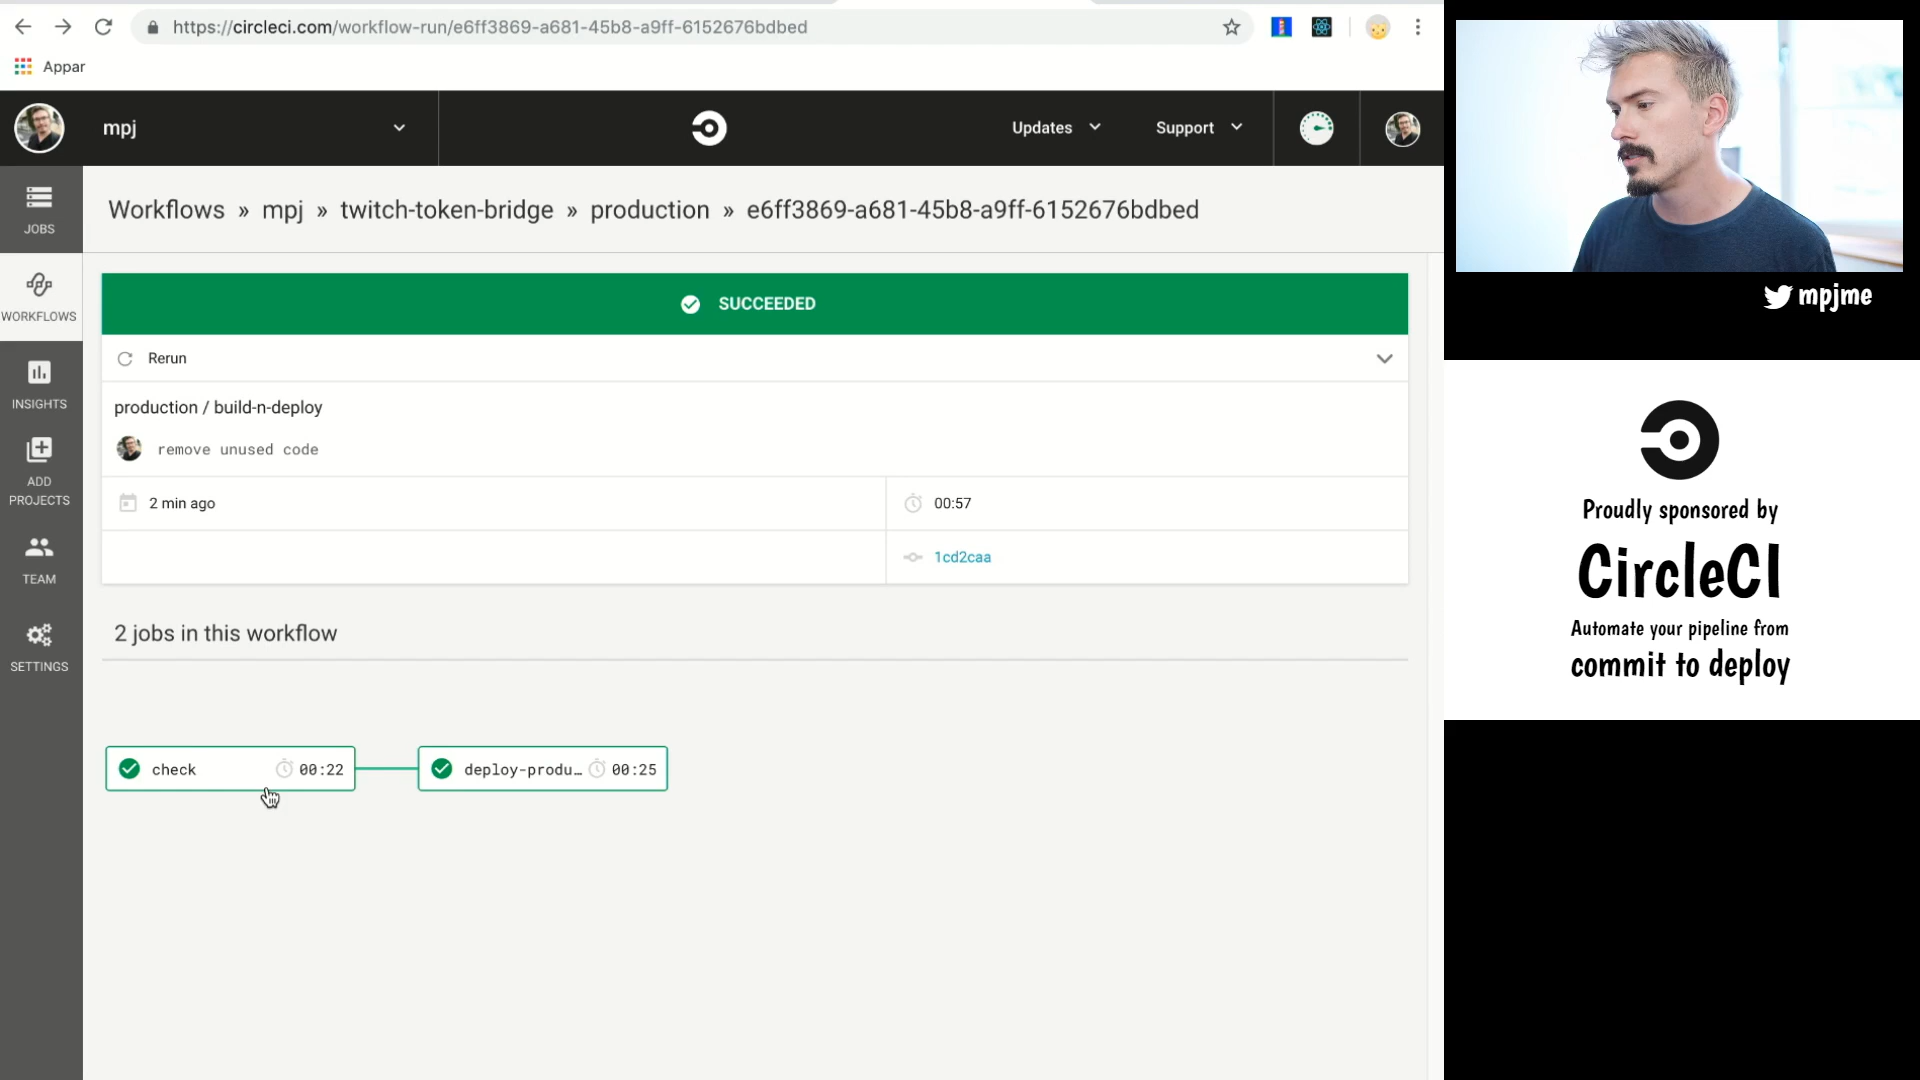 https://circleci.com/workflow-run/e6ff3869-a681-45b8-a9ff-6152676bdbed
Appar
mpj
Updates
Support
JOBS
WORKFLOWS
INSIGHTS
ADD
PROJECTS
TEAM
SETTINGS
Workflows » mpj » twitch-token-bridge » production » e6ff3869-a681-45b8-a9ff-6152676bdbed
SUCCEEDED
Rerun
production / build-n-deploy
remove unused code
2 min ago
00:57
1cd2caa
2 jobs in this workflow
check 00:22
deploy-produ… 00:25
mpjme
Proudly sponsored by
CircleCI
Automate your pipeline from
commit to deploy